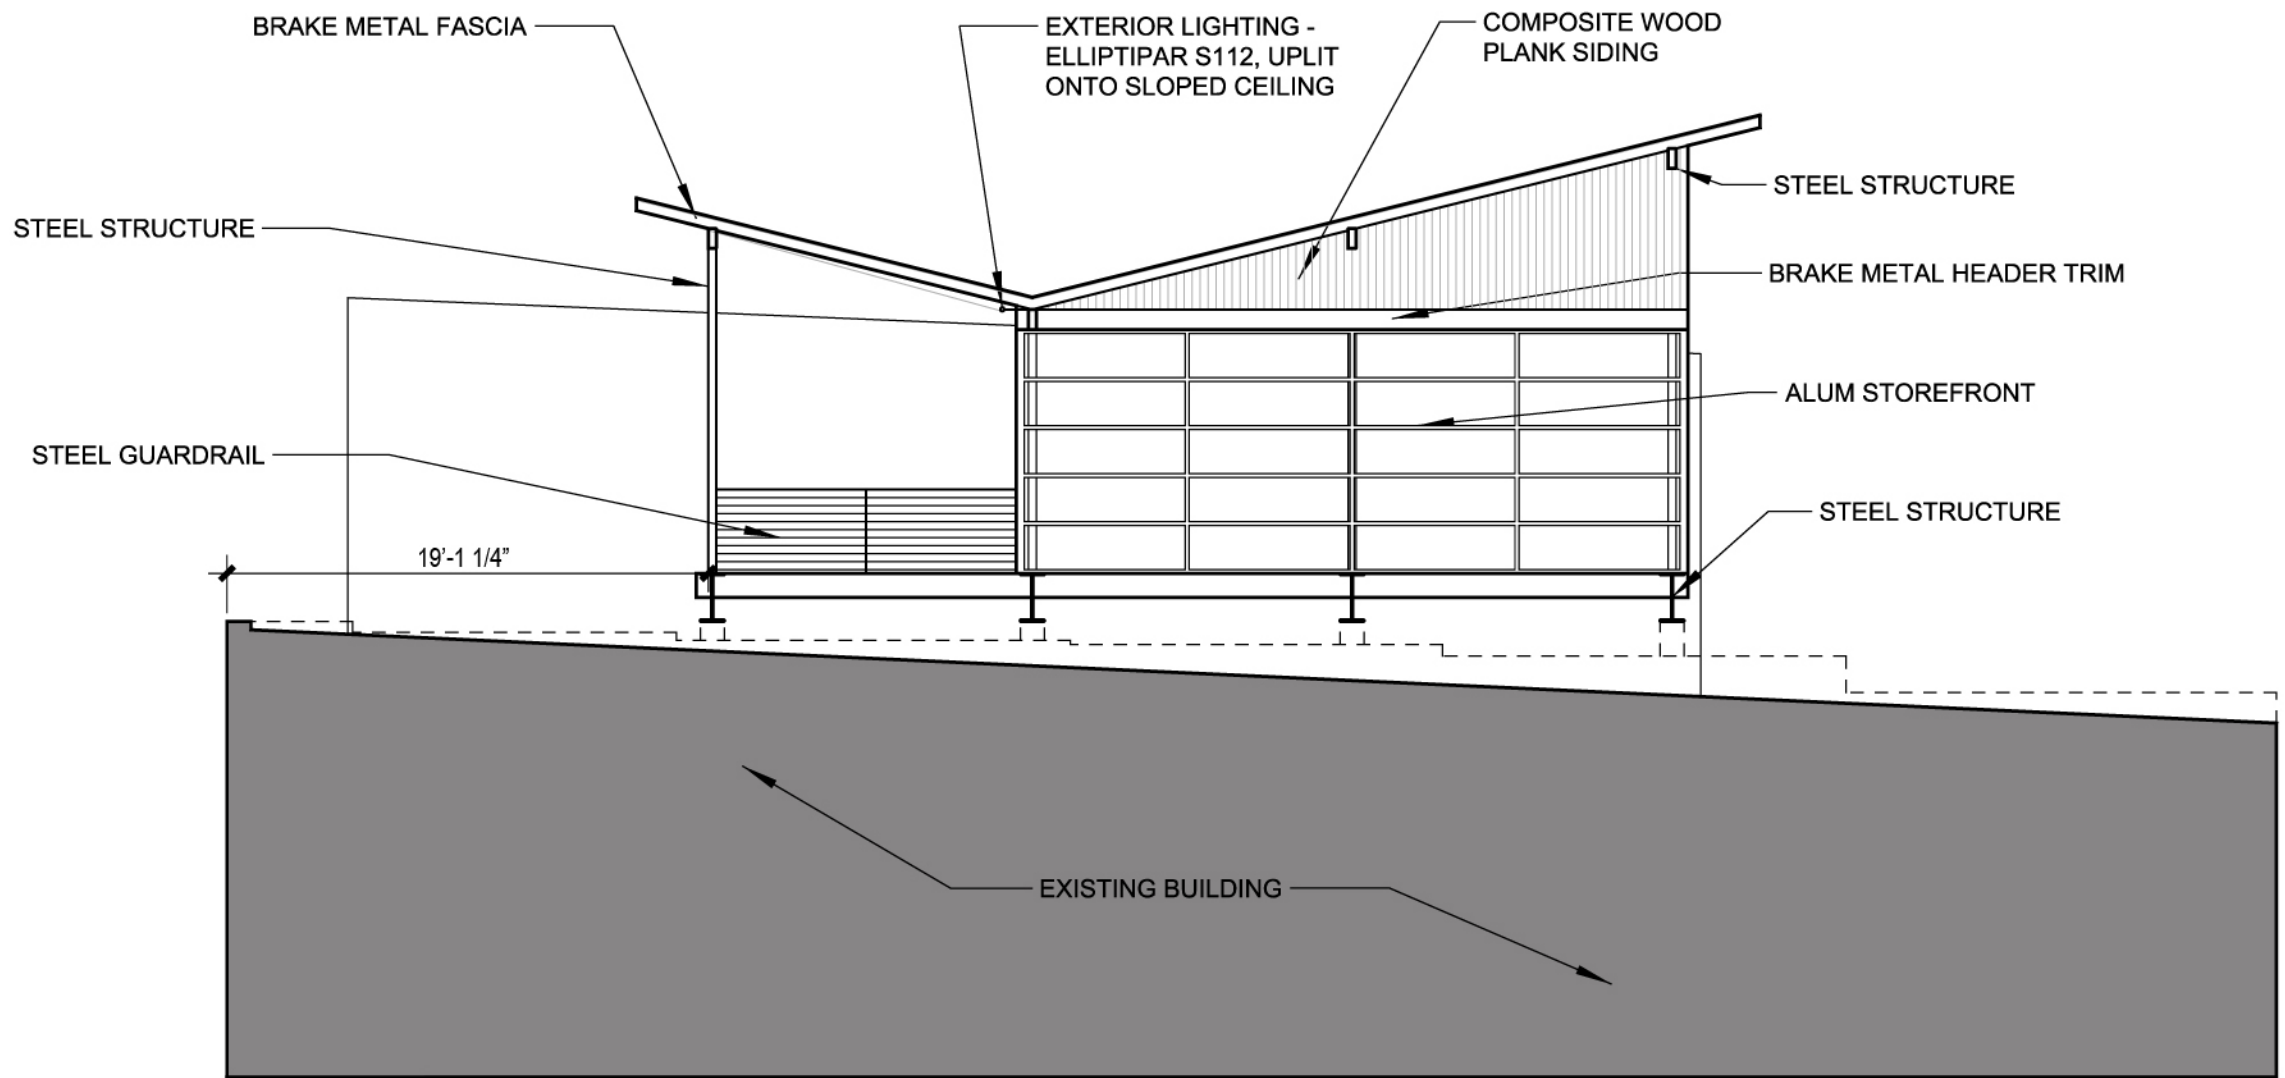 BRAKE METAL FASCIA
EXTERIOR LIGHTING -
ELLIPTIPAR S112, UPLIT
ONTO SLOPED CEILING
COMPOSITE WOOD
PLANK SIDING
STEEL STRUCTURE
STEEL STRUCTURE
BRAKE METAL HEADER TRIM
ALUM STOREFRONT
STEEL GUARDRAIL
STEEL STRUCTURE
19’-1 1/4”
EXISTING BUILDING